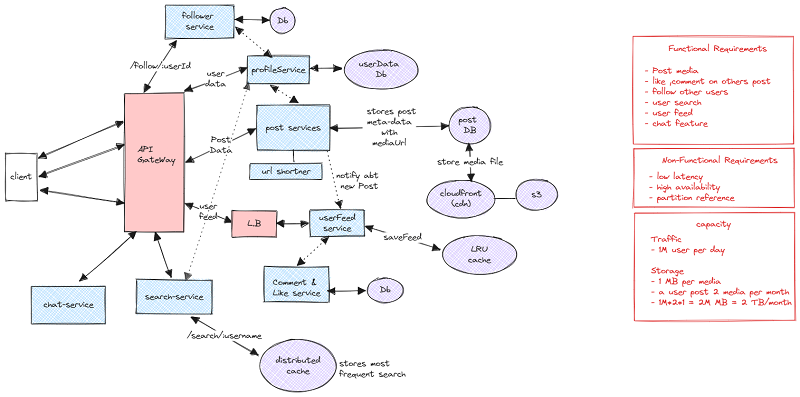 follower
service
Db
/follow/userId
user
data
profileService
userData
Db
API
GateWay
Post
Data
post services
stores post
meta-data
with
mediaUrl
post
DB
url shortner
store media file
client
notify abt
new Post
cloudfront
(cdn)
s3
user
feed
L.B
userFeed
service
saveFeed
LRU
cache
chat-service
search-service
Comment &
Like service
Db
/search/:username
distributed
cache
stores most
frequent search
Functional Requirements
- Post media
- like ,comment on others post
- follow other users
- user search
- user feed
- chat feature
Non-Functional Requirements
- low latency
- high availability
- partition reference
capacity
Traffic
- 1M user per day
Storage
- 1 MB per media
- a user post 2 media per month
- 1M*2*1 = 2M MB = 2 TB/month